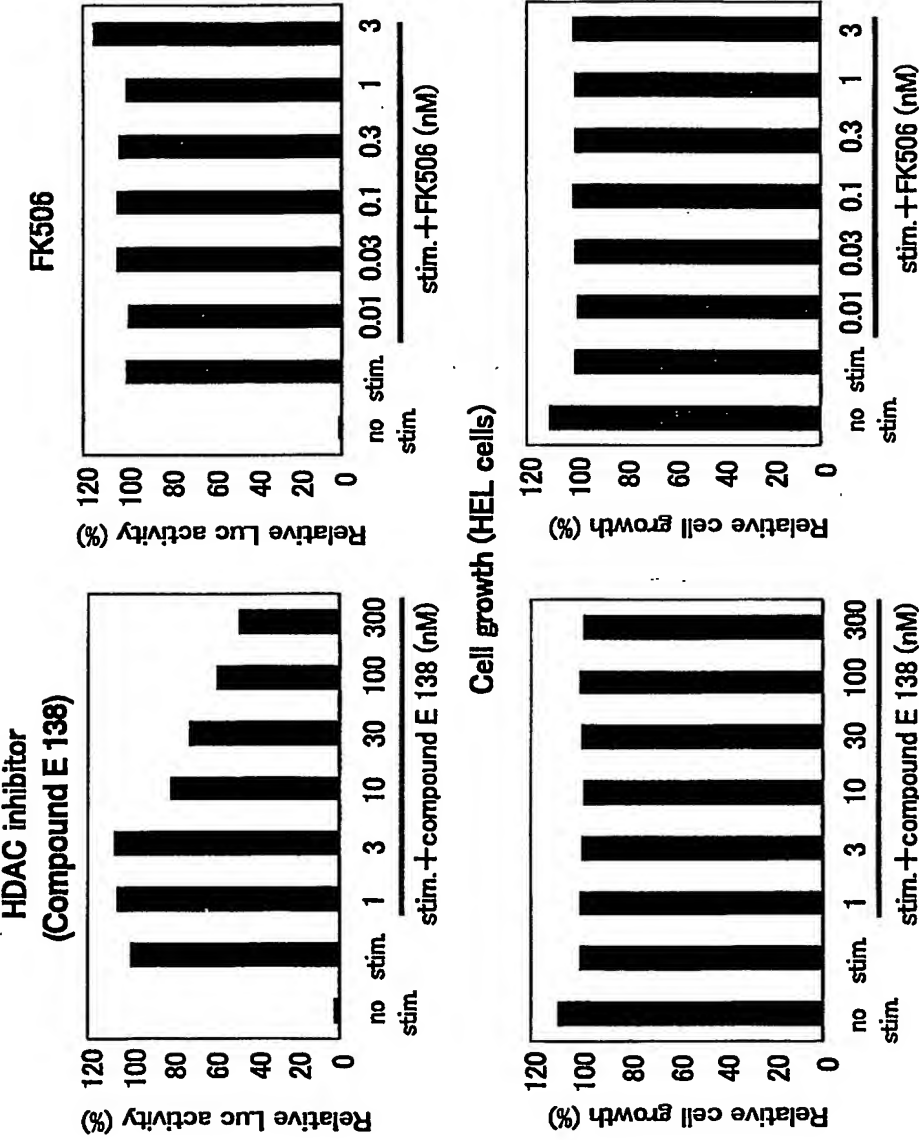 HDAC inhibitor
(Compound E 138)
Relative Luc activity (%)
120
100
80
60
40
20
0
no stim.
stim.
1 3 10 30 100 300
stim.+compound E 138 (nM)
FK506
Relative Luc activity (%)
120
100
80
60
40
20
0
no stim.
stim.
0.01 0.03 0.1 0.3 1 3
stim.+FK506 (nM)
Cell growth (HEL cells)
Relative cell growth (%)
120
100
80
60
40
20
0
no stim.
stim.
1 3 10 30 100 300
stim.+compound E 138 (nM)
Relative cell growth (%)
120
100
80
60
40
20
0
no stim.
stim.
0.01 0.03 0.1 0.3 1 3
stim.+FK506 (nM)